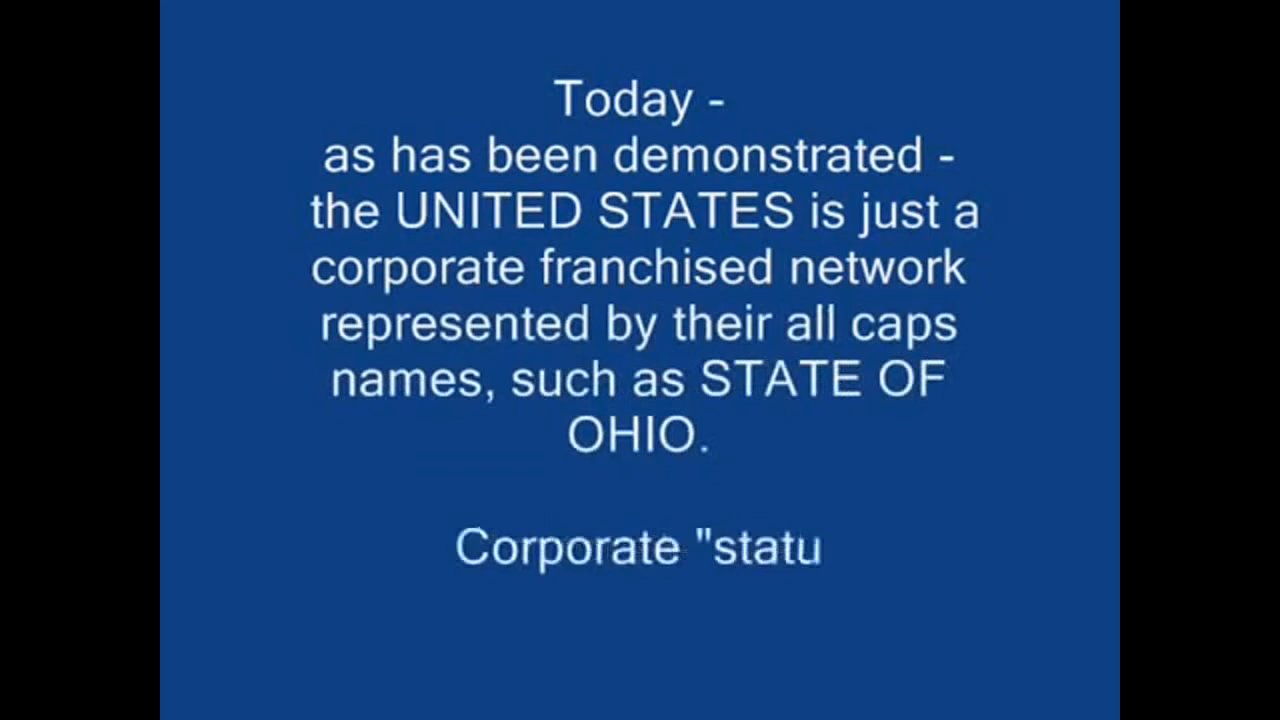 Today -
as has been demonstrated -
the UNITED STATES is just a
corporate franchised network
represented by their all caps
names, such as STATE OF
OHIO.
Corporate "statu